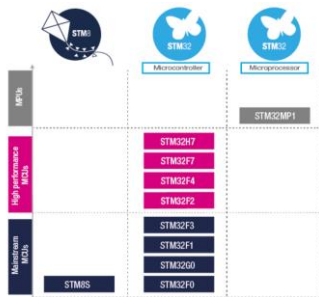 STM8
STM32
STM32
Microcontroller
Microprocessor
MPUs
STM32MP1
High performance
MCUs
STM32H7
STM32F7
STM32F4
STM32F2
Mainstream
MCUs
STM32F3
STM32F1
STM32G0
STM8S
STM32F0